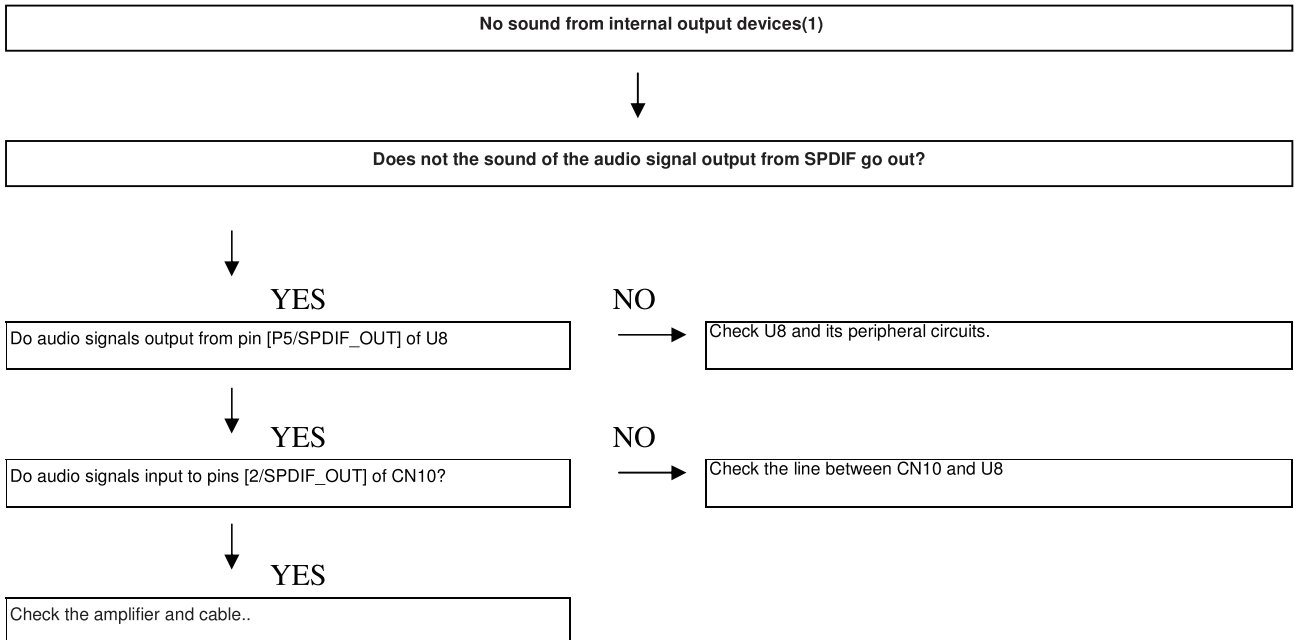 No sound from internal output devices(1)
Does not the sound of the audio signal output from SPDIF go out?
YES
NO
Do audio signals output from pin [P5/SPDIF_OUT] of U8
Check U8 and its peripheral circuits.
YES
NO
Do audio signals input to pins [2/SPDIF_OUT] of CN10?
Check the line between CN10 and U8
YES
Check the amplifier and cable..